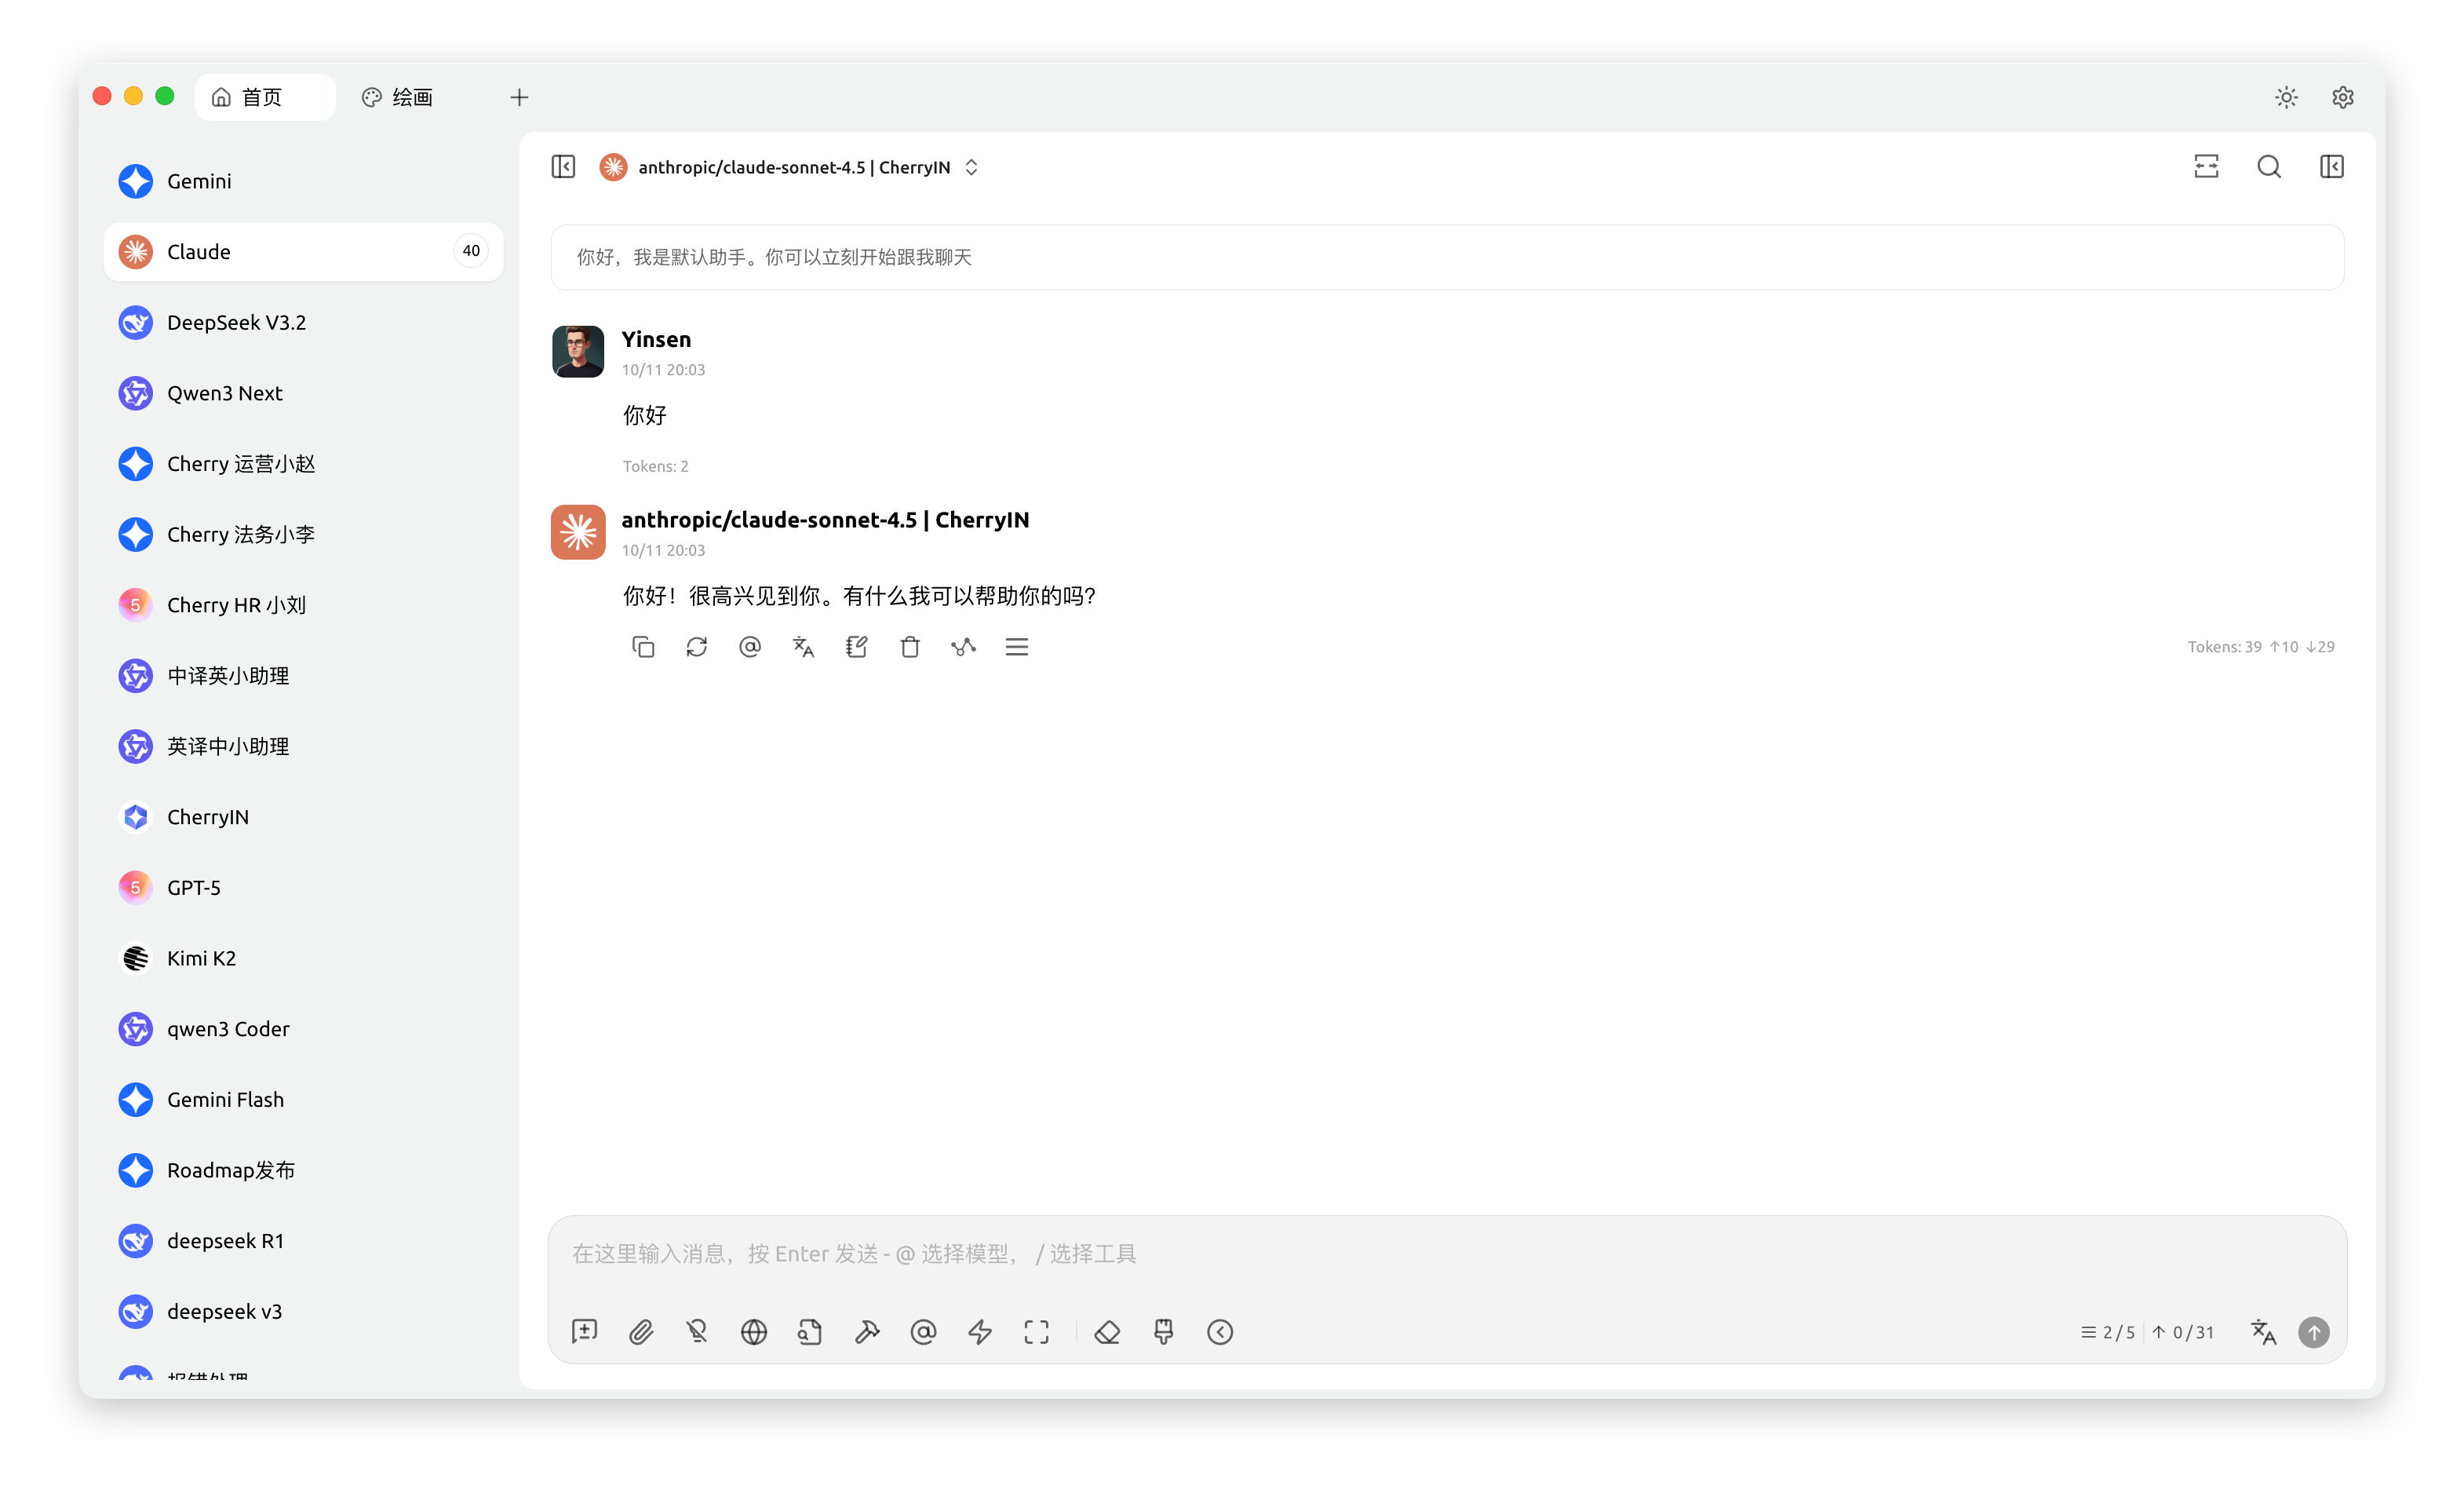 首页
绘画
Gemini
Claude
40
DeepSeek V3.2
Qwen3 Next
Cherry 运营小赵
Cherry 法务小李
5
Cherry HR 小刘
中译英小助理
英译中小助理
CherryIN
5
GPT-5
Kimi K2
qwen3 Coder
Gemini Flash
Roadmap发布
deepseek R1
deepseek v3
报错处理
anthropic/claude-sonnet-4.5 | CherryIN
你好，我是默认助手。你可以立刻开始跟我聊天
Yinsen
10/11 20:03
你好
Tokens: 2
anthropic/claude-sonnet-4.5 | CherryIN
10/11 20:03
你好！很高兴见到你。有什么我可以帮助你的吗？
Tokens: 39 ↑10 ↓29
在这里输入消息，按 Enter 发送 - @ 选择模型， / 选择工具
2 / 5 ↑ 0 / 31